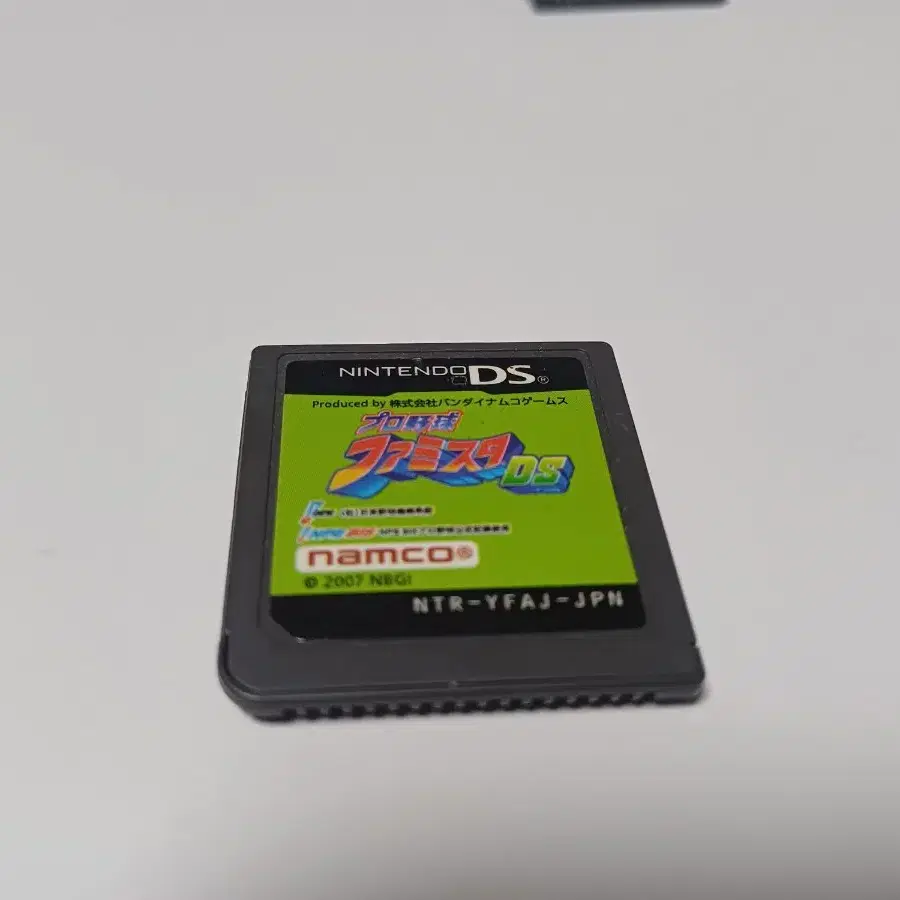 NINTENDO DS®
Produced by 株式会社バンダイナムコゲームス
プロ野球
ファミスタDS
namco®
© 2007 NBGI
NTR-YFAJ-JPN